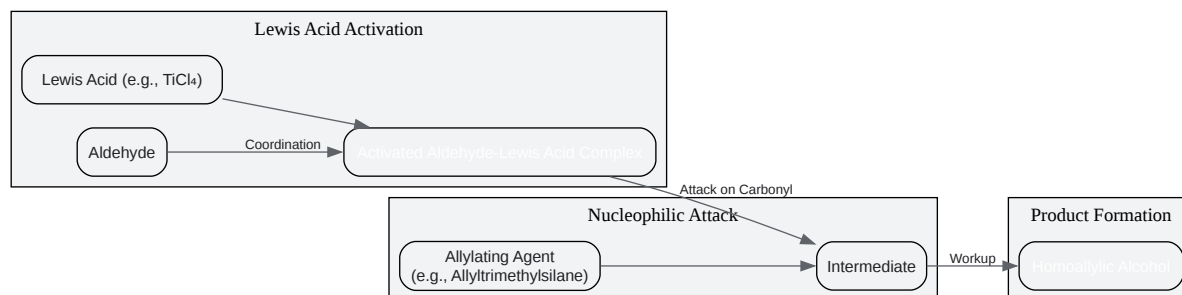 Lewis Acid Activation
Lewis Acid (e.g., TiCl₄)
Aldehyde
Coordination
Activated Aldehyde-Lewis Acid Complex
Attack on Carbonyl
Nucleophilic Attack
Allylating Agent
(e.g., Allyltrimethylsilane)
Intermediate
Workup
Product Formation
Homoallylic Alcohol